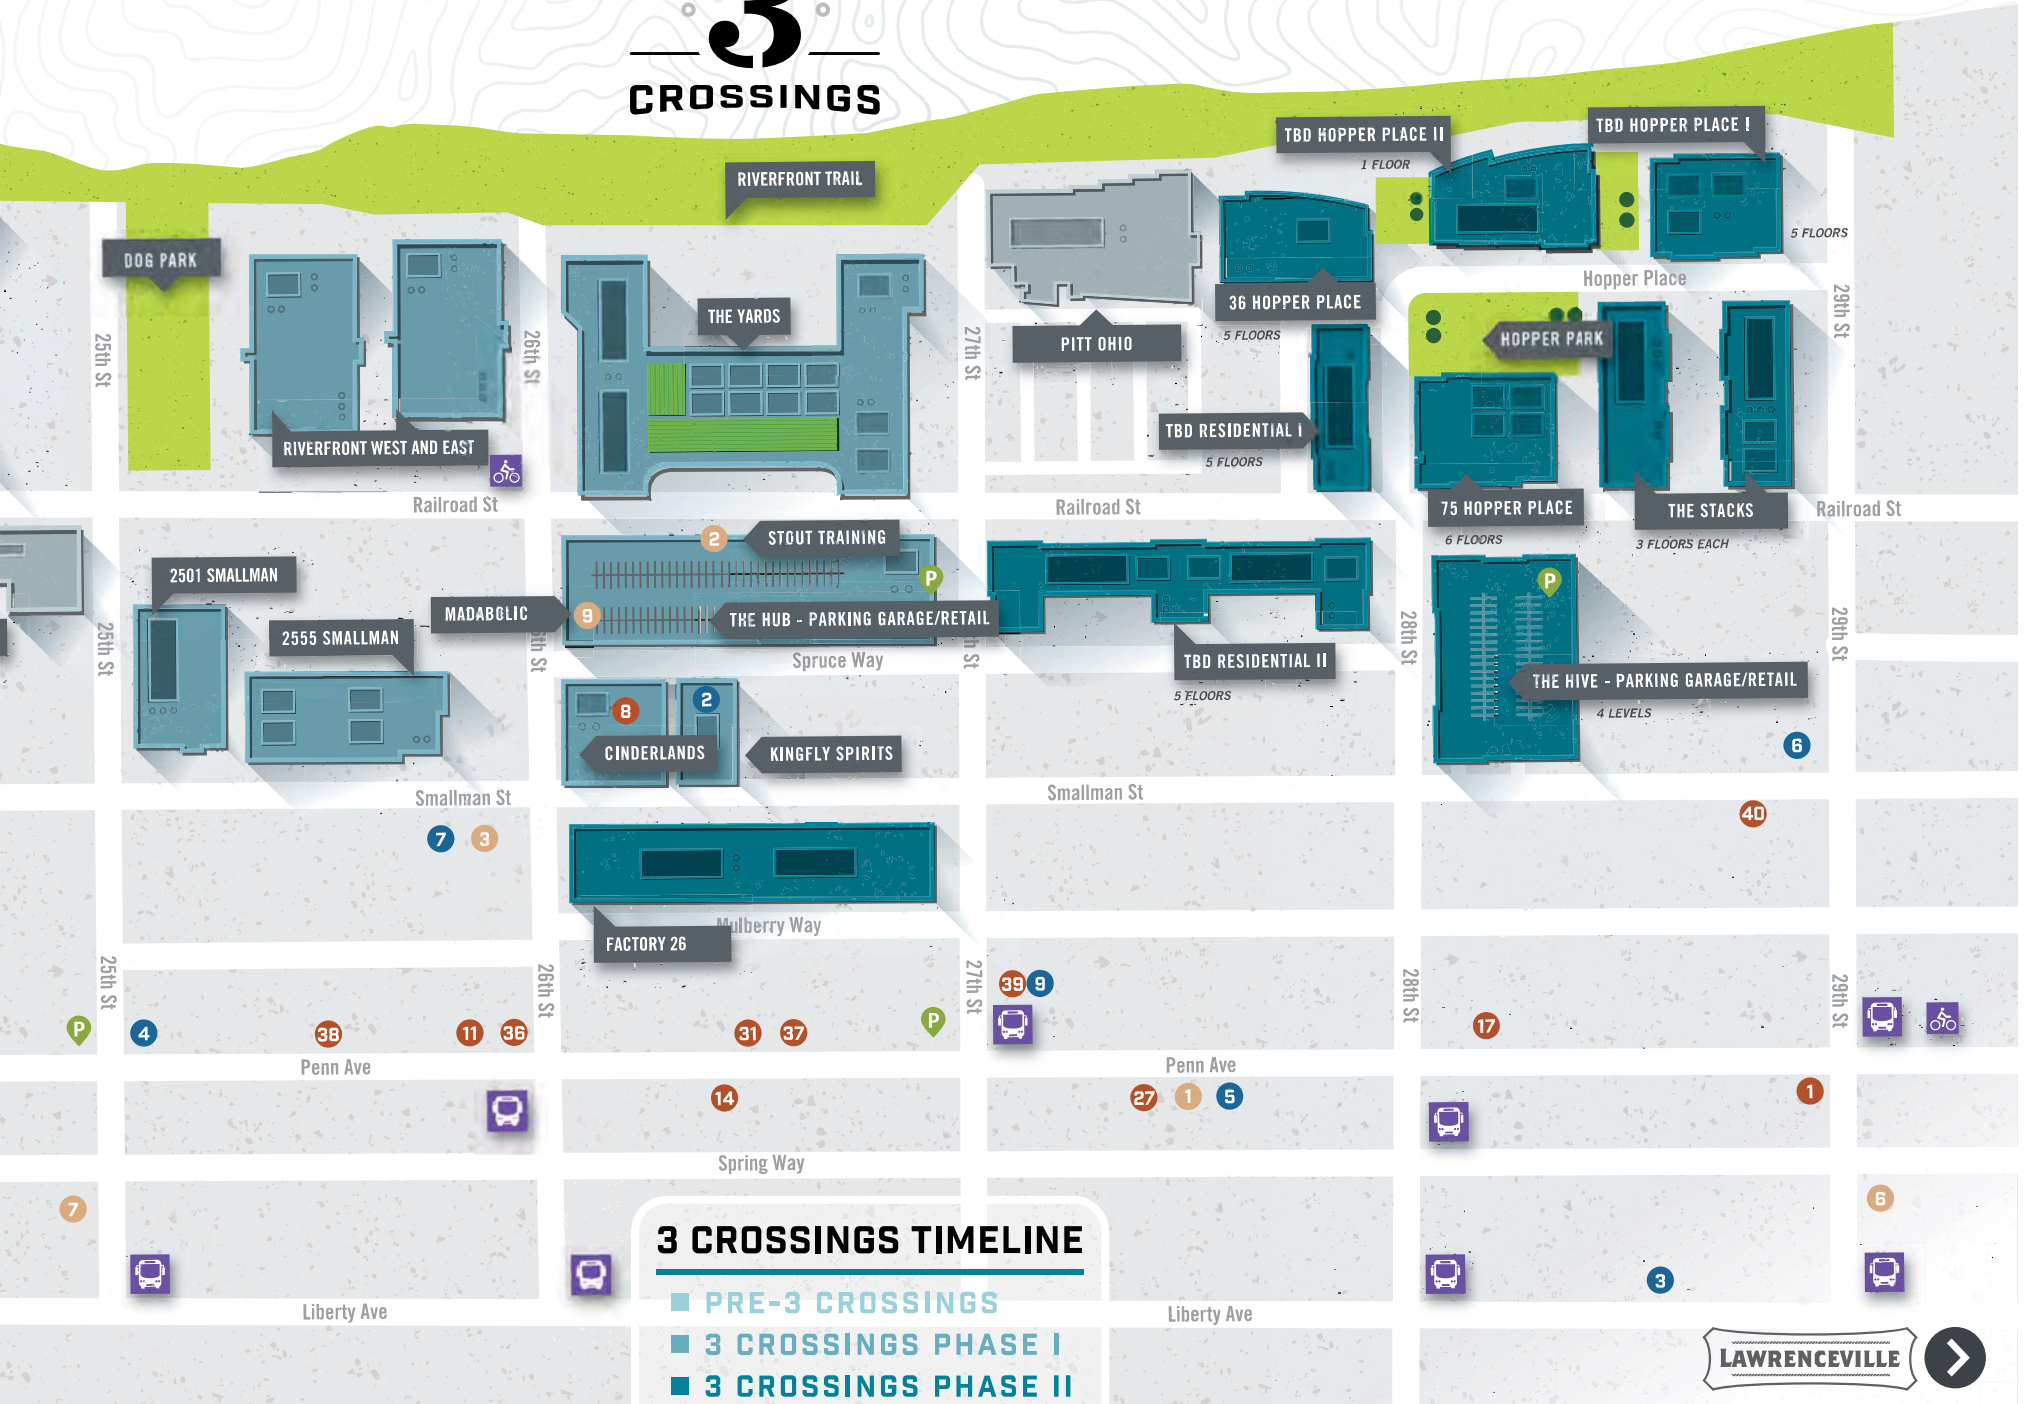 3
CROSSINGS
TBD HOPPER PLACE I
TBD HOPPER PLACE II
1 FLOOR
RIVERFRONT TRAIL
5 FLOORS
DOG PARK
Hopper Place
36 HOPPER PLACE
5 FLOORS
THE YARDS
PITT OHIO
HOPPER PARK
25th St
26th St
27th St
29th St
TBD RESIDENTIAL I
5 FLOORS
RIVERFRONT WEST AND EAST
Railroad St
Railroad St
75 HOPPER PLACE
6 FLOORS
THE STACKS
3 FLOORS EACH
Railroad St
2
STOUT TRAINING
2501 SMALLMAN
P
P
MADABOLIC
9
THE HUB - PARKING GARAGE/RETAIL
2555 SMALLMAN
25th St
th St
th St
28th St
29th St
Spruce Way
TBD RESIDENTIAL II
5 FLOORS
THE HIVE - PARKING GARAGE/RETAIL
4 LEVELS
8
2
CINDERLANDS
KINGFLY SPIRITS
6
Smallman St
Smallman St
7
3
40
Mulberry Way
FACTORY 26
25th St
26th St
27th St
28th St
29th St
39
9
P
4
38
11
36
31
37
P
17
Penn Ave
Penn Ave
14
27
1
5
1
Spring Way
7
6
3 CROSSINGS TIMELINE
3
PRE-3 CROSSINGS
Liberty Ave
Liberty Ave
3 CROSSINGS PHASE I
3 CROSSINGS PHASE II
LAWRENCEVILLE